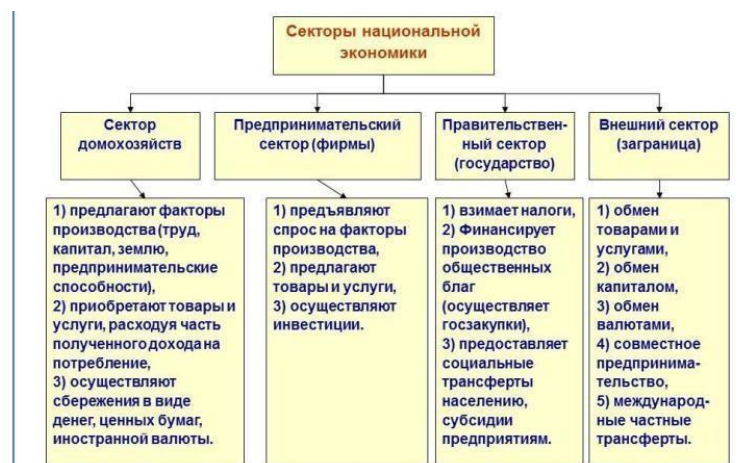 Секторы национальной
экономики
Сектор
домохозяйств
Предпринимательский
сектор (фирмы)
Правительствен-
ный сектор
(государство)
Внешний сектор
(заграница)
1) предлагают факторы
производства (труд,
капитал, землю,
предпринимательские
способности),
2) приобретают товары и
услуги, расходуя часть
полученного дохода на
потребление,
3) осуществляют
сбережения в виде
денег, ценных бумаг,
иностранной валюты.
1) предъявляют
спрос на факторы
производства,
2) предлагают
товары и услуги,
3) осуществляют
инвестиции.
1) взимает налоги,
2) Финансирует
производство
общественных
благ
(осуществляет
госзакупки),
3) предоставляет
социальные
трансферты
населению,
субсидии
предприятиям.
1) обмен
товарами и
услугами,
2) обмен
капиталом,
3) обмен
валютами,
4) совместное
предпринима-
тельство,
5) международ-
ные частные
трансферты.